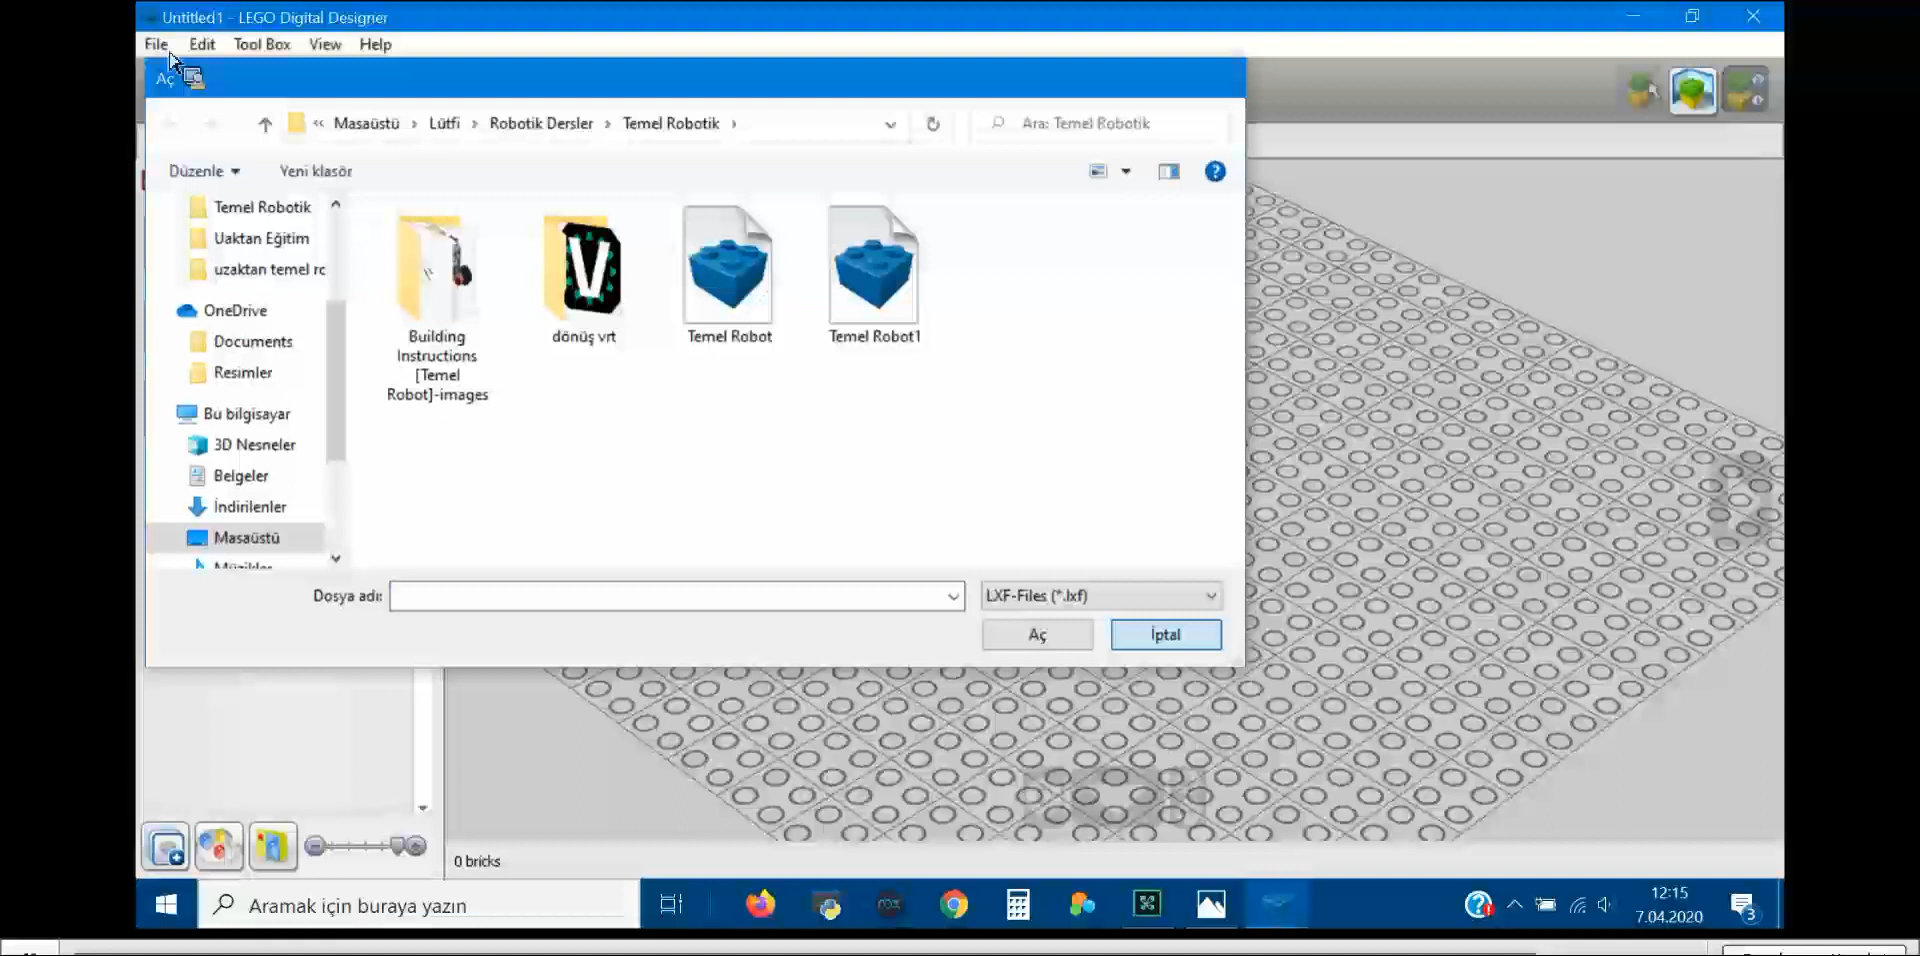 Untitled1 - LEGO Digital Designer
File Edit Tool Box View Help
Aç
« Masaüstü › Lütfi › Robotik Dersler › Temel Robotik ›
Ara: Temel Robotik
Düzenle
Yeni klasör
Temel Robotik
Uaktan Eğitim
uzaktan temel rc
OneDrive
Documents
Resimler
Bu bilgisayar
3D Nesneler
Belgeler
İndirilenler
Masaüstü
Müzikler
Building
Instructions
[Temel
Robot]-images
dönüş vrt
Temel Robot
Temel Robot1
Dosya adı:
LXF-Files (*.lxf)
Aç
İptal
0 bricks
Aramak için buraya yazın
12:15
7.04.2020
3